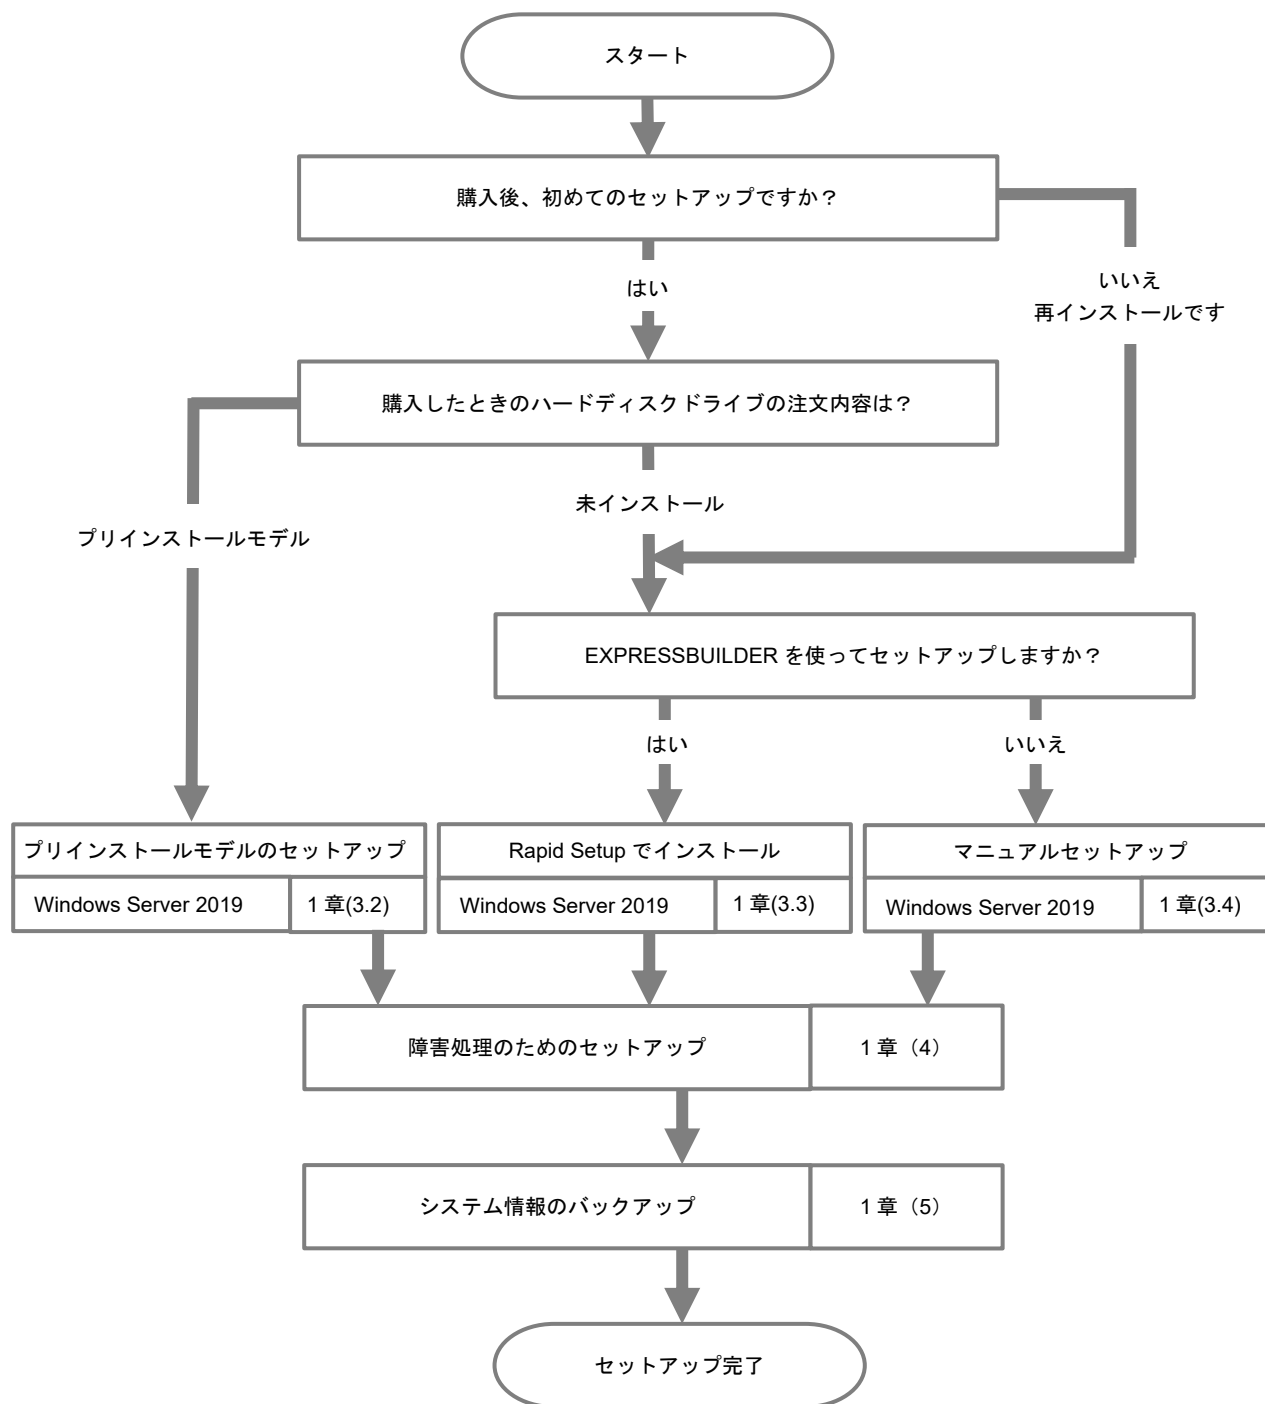 スタート
購入後、初めてのセットアップですか？
はい
いいえ
再インストールです
購入したときのハードディスクドライブの注文内容は？
未インストール
プリインストールモデル
EXPRESSBUILDER を使ってセットアップしますか？
はい
いいえ
プリインストールモデルのセットアップ
Windows Server 2019
1 章(3.2)
Rapid Setup でインストール
Windows Server 2019
1 章(3.3)
マニュアルセットアップ
Windows Server 2019
1 章(3.4)
障害処理のためのセットアップ
1 章（4）
システム情報のバックアップ
1 章（5）
セットアップ完了